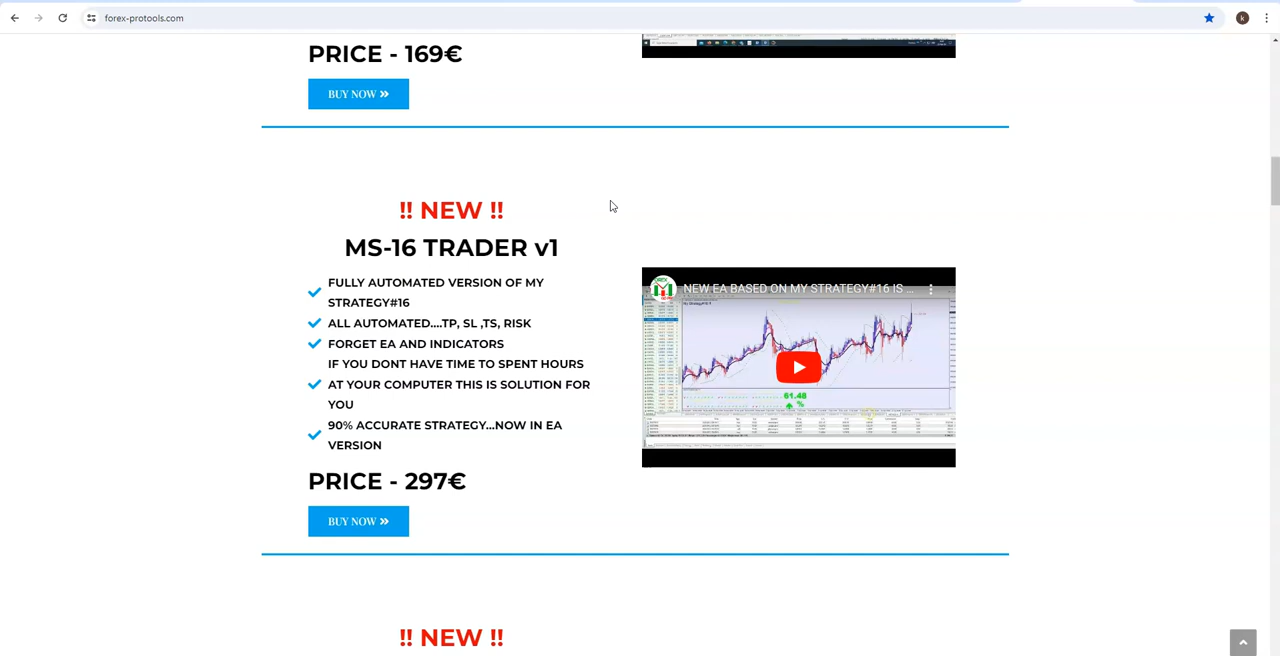 forex-protools.com
k
PRICE - 169€
BUY NOW »
!! NEW !!
MS-16 TRADER v1
FULLY AUTOMATED VERSION OF MY
STRATEGY#16
ALL AUTOMATED....TP, SL ,TS, RISK
FORGET EA AND INDICATORS
IF YOU DON'T HAVE TIME TO SPENT HOURS
AT YOUR COMPUTER THIS IS SOLUTION FOR
YOU
90% ACCURATE STRATEGY...NOW IN EA
VERSION
PRICE - 297€
BUY NOW »
NEW EA BASED ON MY STRATEGY#16 IS ...
61.48
%
!! NEW !!